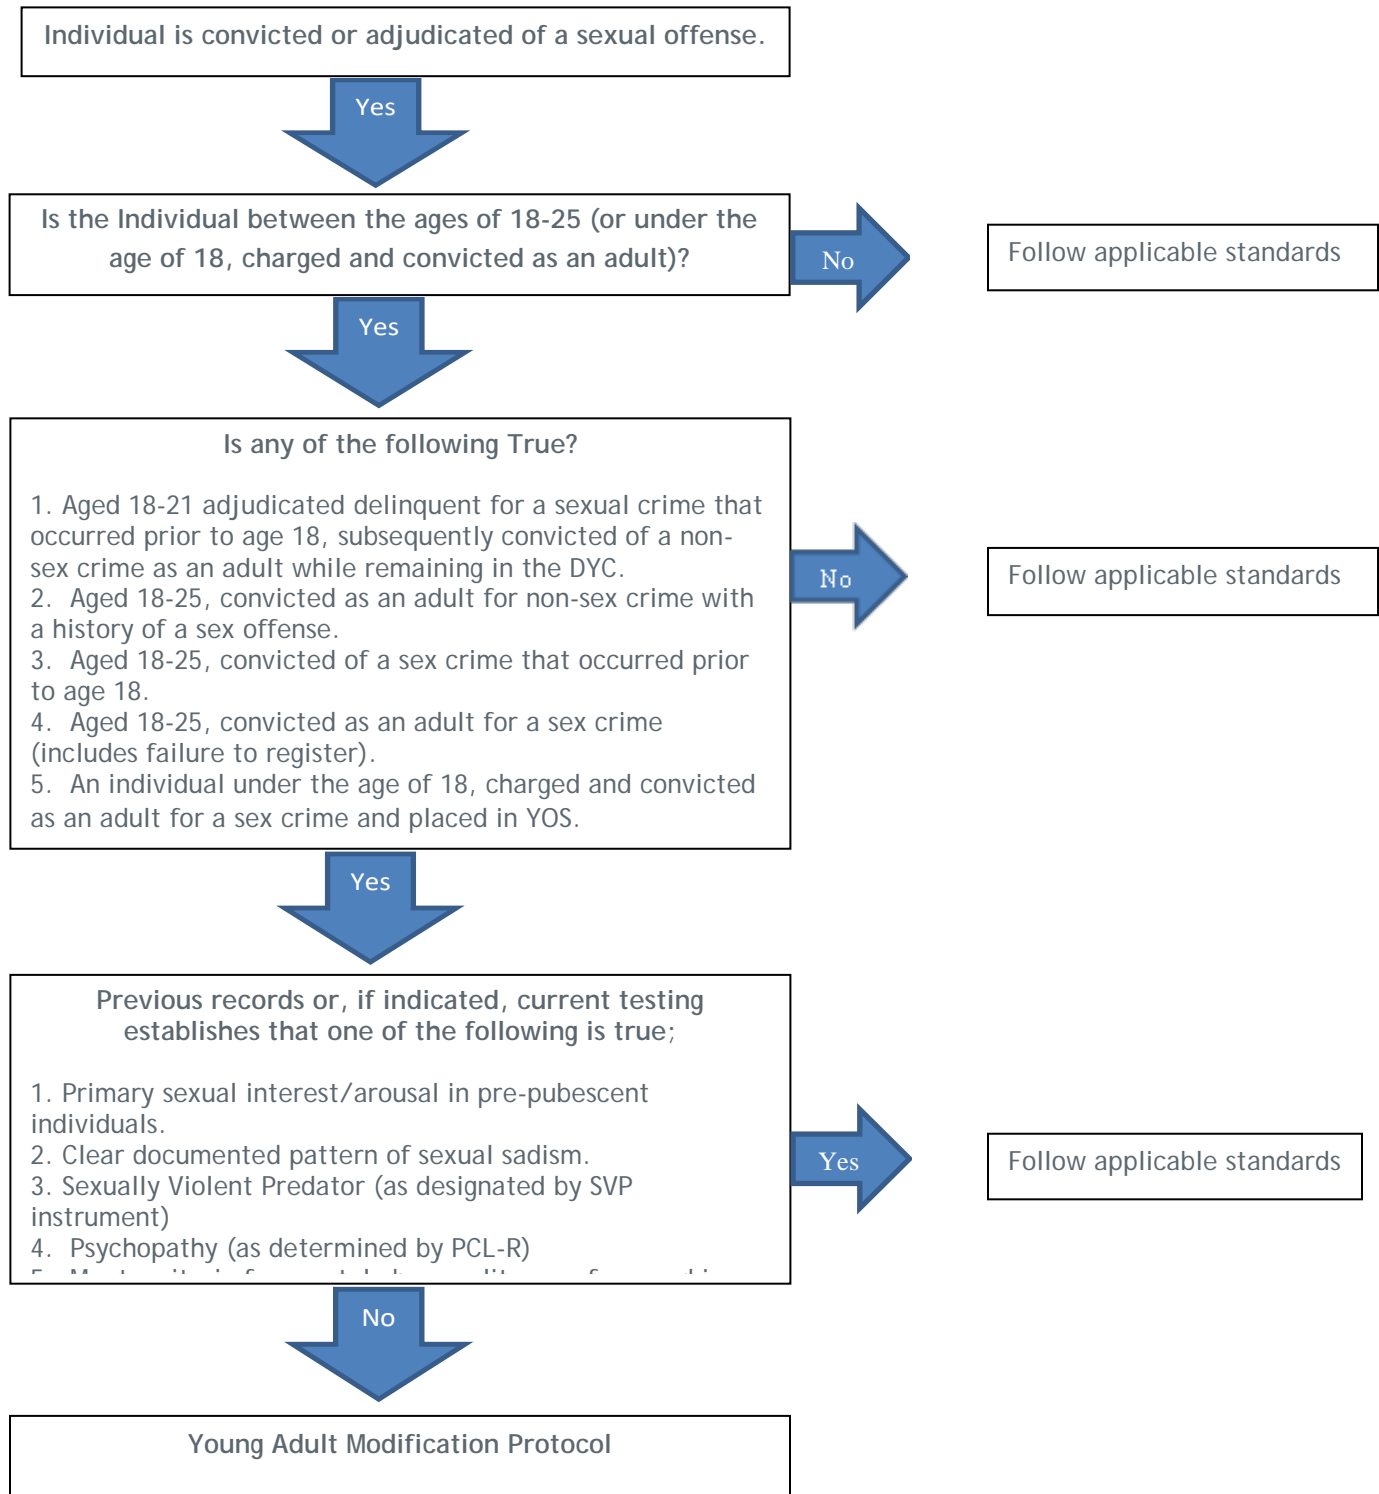 Individual is convicted or adjudicated of a sexual offense.
Yes
Is the Individual between the ages of 18-25 (or under the
age of 18, charged and convicted as an adult)?
No
Follow applicable standards
Yes
Is any of the following True?
1. Aged 18-21 adjudicated delinquent for a sexual crime that
occurred prior to age 18, subsequently convicted of a non-
sex crime as an adult while remaining in the DYC.
2. Aged 18-25, convicted as an adult for non-sex crime with
a history of a sex offense.
3. Aged 18-25, convicted of a sex crime that occurred prior
to age 18.
4. Aged 18-25, convicted as an adult for a sex crime
(includes failure to register).
5. An individual under the age of 18, charged and convicted
as an adult for a sex crime and placed in YOS.
No
Follow applicable standards
Yes
Previous records or, if indicated, current testing
establishes that one of the following is true;
1. Primary sexual interest/arousal in pre-pubescent
individuals.
2. Clear documented pattern of sexual sadism.
3. Sexually Violent Predator (as designated by SVP
instrument)
4. Psychopathy (as determined by PCL-R)
Yes
Follow applicable standards
No
Young Adult Modification Protocol